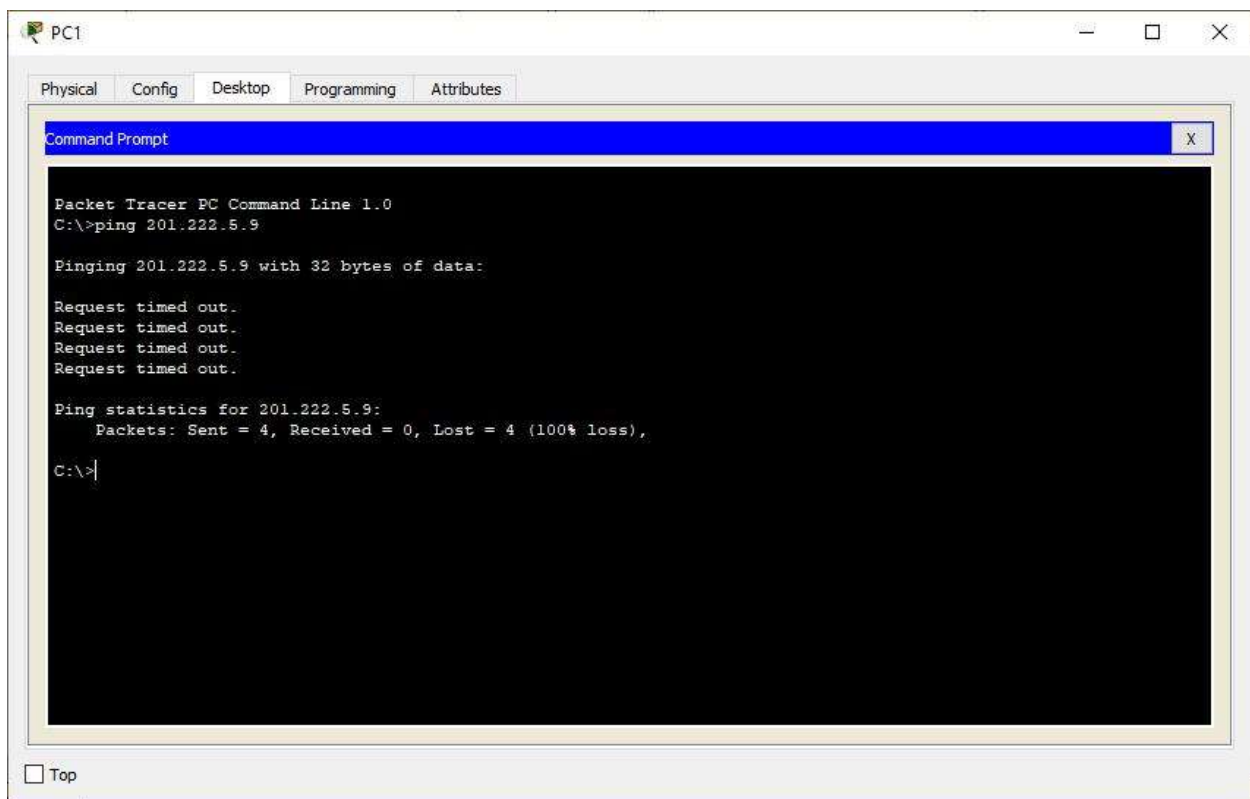 PC1
Physical Config Desktop Programming Attributes
Command Prompt X
Packet Tracer PC Command Line 1.0
C:\>ping 201.222.5.9
Pinging 201.222.5.9 with 32 bytes of data:
Request timed out.
Request timed out.
Request timed out.
Request timed out.
Ping statistics for 201.222.5.9:
Packets: Sent = 4, Received = 0, Lost = 4 (100% loss),
C:\>
Top